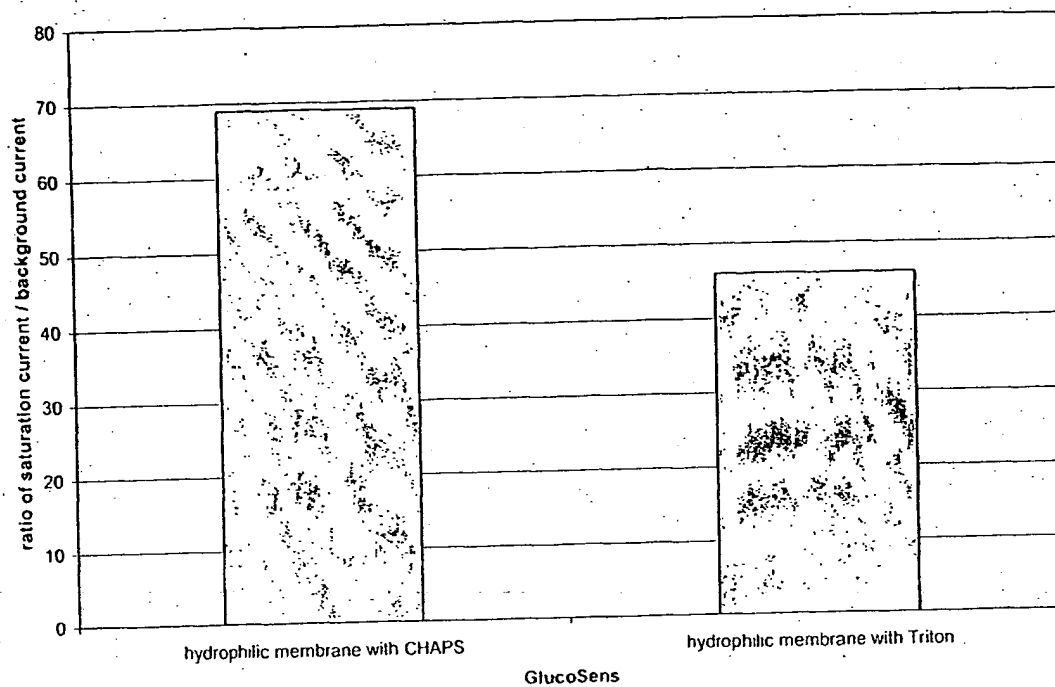 80
70
60
50
40
30
20
10
0
ratio of saturation current / background current
hydrophilic membrane with CHAPS
hydrophilic membrane with Triton
GlucoSens